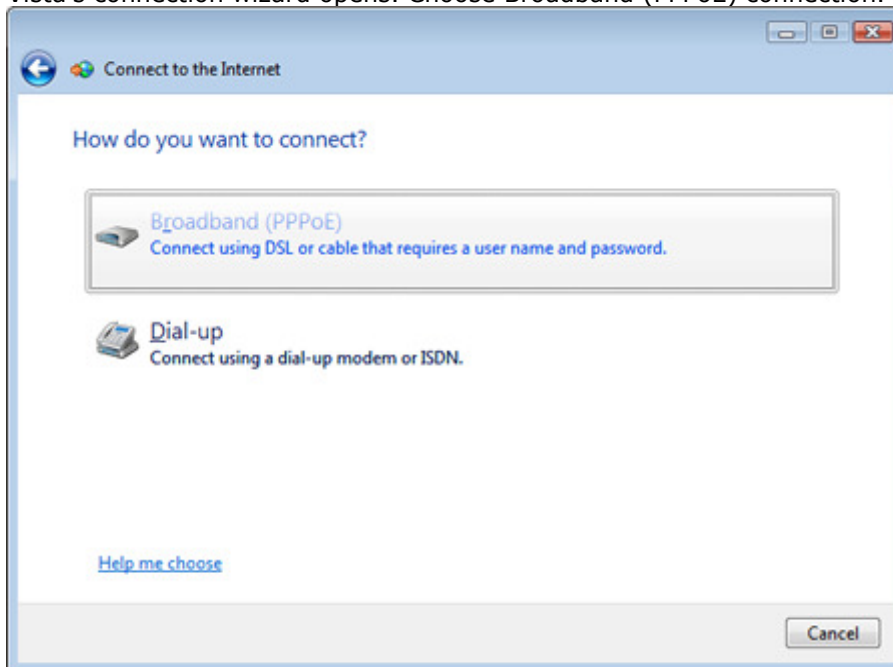 Vista's connection wizard opens. Choose Broadband (PPPoE) connection.
Connect to the Internet
How do you want to connect?
Broadband (PPPoE)
Connect using DSL or cable that requires a user name and password.
Dial-up
Connect using a dial-up modem or ISDN.
Help me choose
Cancel